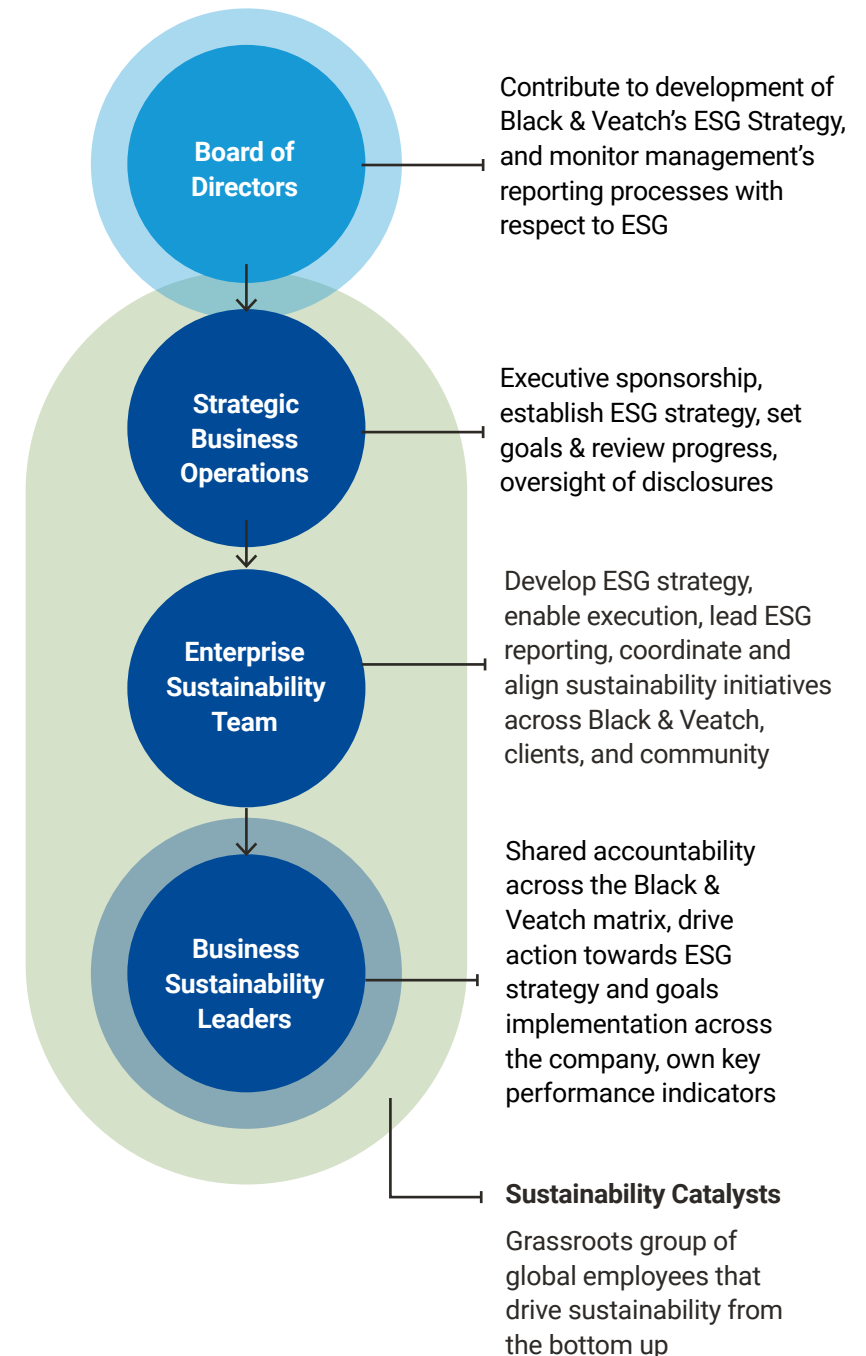 Board of
Directors
Contribute to development of
Black & Veatch’s ESG Strategy,
and monitor management’s
reporting processes with
respect to ESG
Strategic
Business
Operations
Executive sponsorship,
establish ESG strategy, set
goals & review progress,
oversight of disclosures
Enterprise
Sustainability
Team
Develop ESG strategy,
enable execution, lead ESG
reporting, coordinate and
align sustainability initiatives
across Black & Veatch,
clients, and community
Business
Sustainability
Leaders
Shared accountability
across the Black &
Veatch matrix, drive
action towards ESG
strategy and goals
implementation across
the company, own key
performance indicators
Sustainability Catalysts
Grassroots group of
global employees that
drive sustainability from
the bottom up